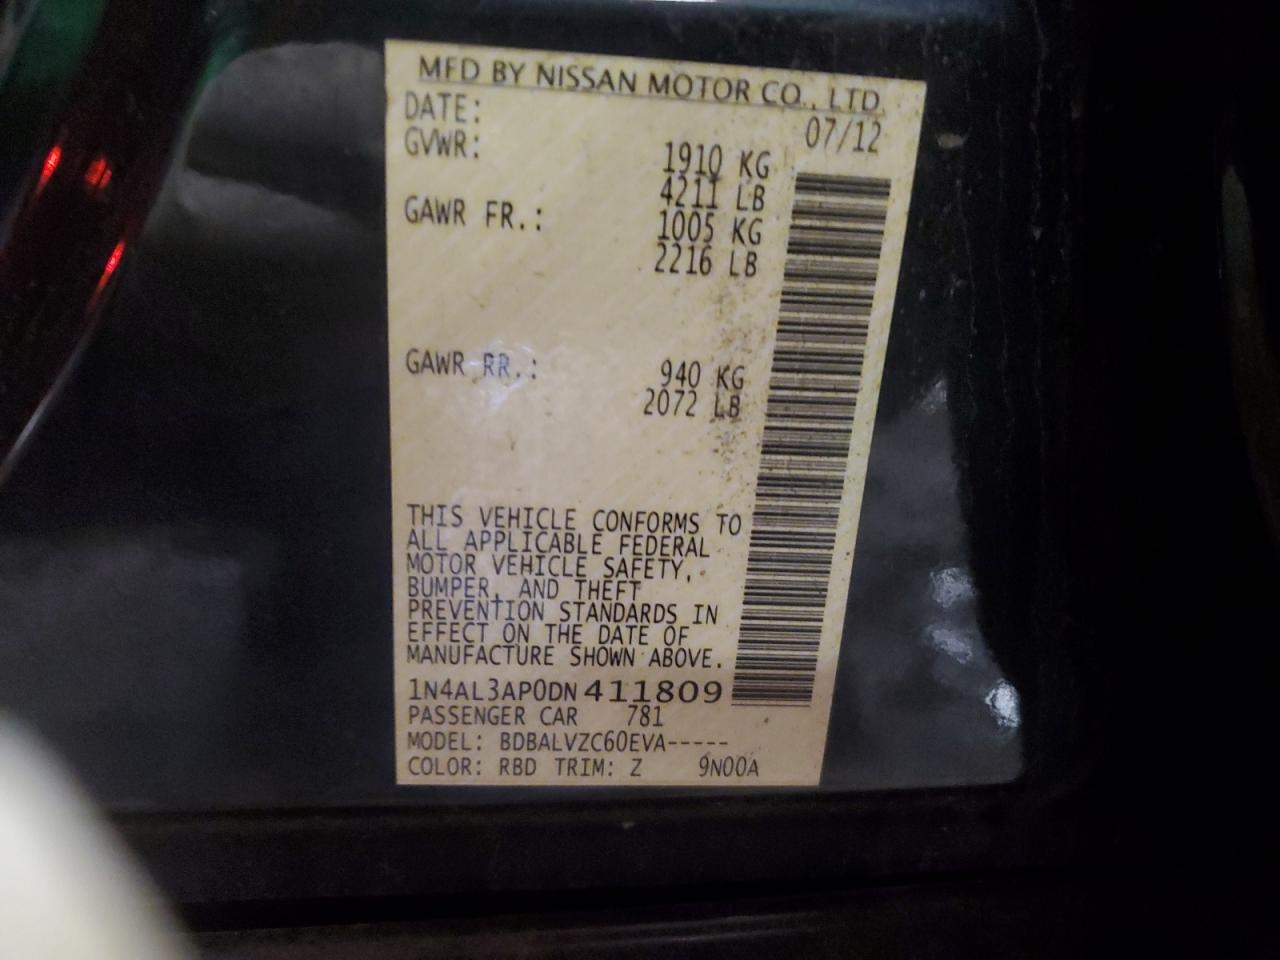 MFD BY NISSAN MOTOR CO., LTD.
DATE: 07/12
GVWR: 1910 KG
4211 LB
GAWR FR.: 1005 KG
2216 LB
GAWR RR.: 940 KG
2072 LB
THIS VEHICLE CONFORMS TO
ALL APPLICABLE FEDERAL
MOTOR VEHICLE SAFETY,
BUMPER, AND THEFT
PREVENTION STANDARDS IN
EFFECT ON THE DATE OF
MANUFACTURE SHOWN ABOVE.
1N4AL3AP0DN411809
PASSENGER CAR 781
MODEL: BDBALVZC60EVA-----
COLOR: RBD TRIM: Z 9N00A